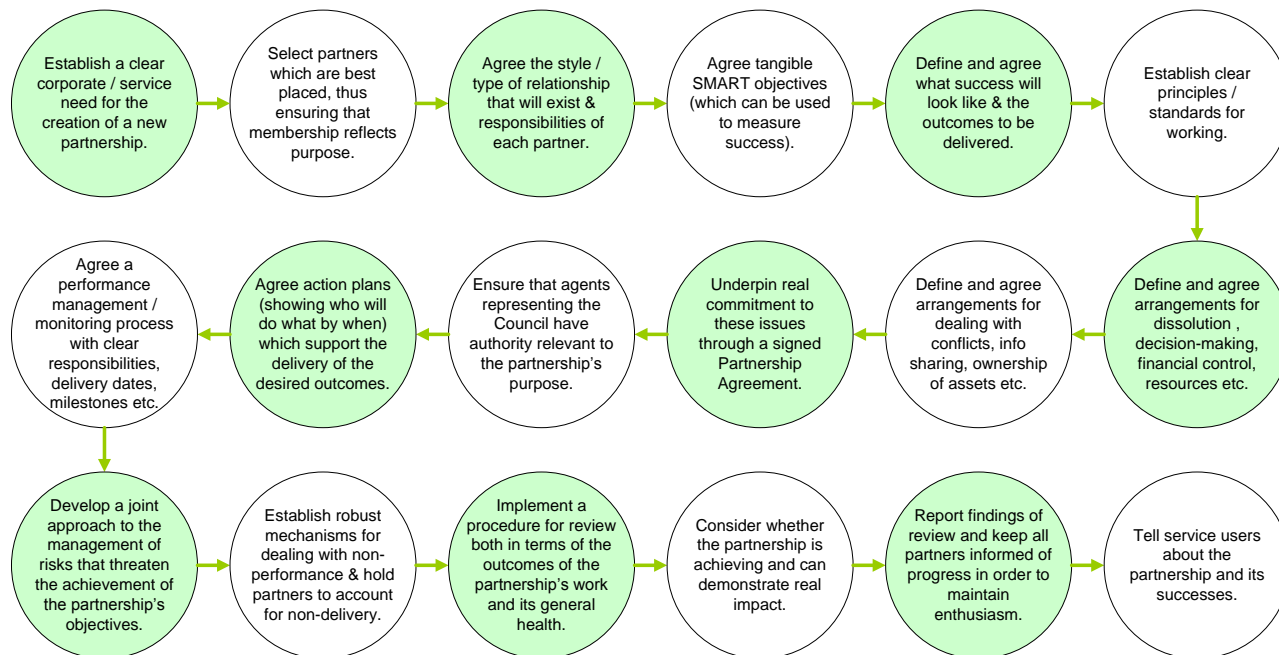 Establish a clear
corporate / service
need for the
creation of a new
partnership.
Select partners
which are best
placed, thus
ensuring that
membership reflects
purpose.
Agree the style /
type of relationship
that will exist &
responsibilities of
each partner.
Agree tangible
SMART objectives
(which can be used
to measure
success).
Define and agree
what success will
look like & the
outcomes to be
delivered.
Establish clear
principles /
standards for
working.
Define and agree
arrangements for
dissolution ,
decision-making,
financial control,
resources etc.
Define and agree
arrangements for
dealing with
conflicts, info
sharing, ownership
of assets etc.
Underpin real
commitment to
these issues
through a signed
Partnership
Agreement.
Ensure that agents
representing the
Council have
authority relevant to
the partnership's
purpose.
Agree action plans
(showing who will
do what by when)
which support the
delivery of the
desired outcomes.
Agree a
performance
management /
monitoring process
with clear
responsibilities,
delivery dates,
milestones etc.
Develop a joint
approach to the
management of
risks that threaten
the achievement of
the partnership's
objectives.
Establish robust
mechanisms for
dealing with non-
performance & hold
partners to account
for non-delivery.
Implement a
procedure for review
both in terms of the
outcomes of the
partnership's work
and its general
health.
Consider whether
the partnership is
achieving and can
demonstrate real
impact.
Report findings of
review and keep all
partners informed of
progress in order to
maintain
enthusiasm.
Tell service users
about the
partnership and its
successes.